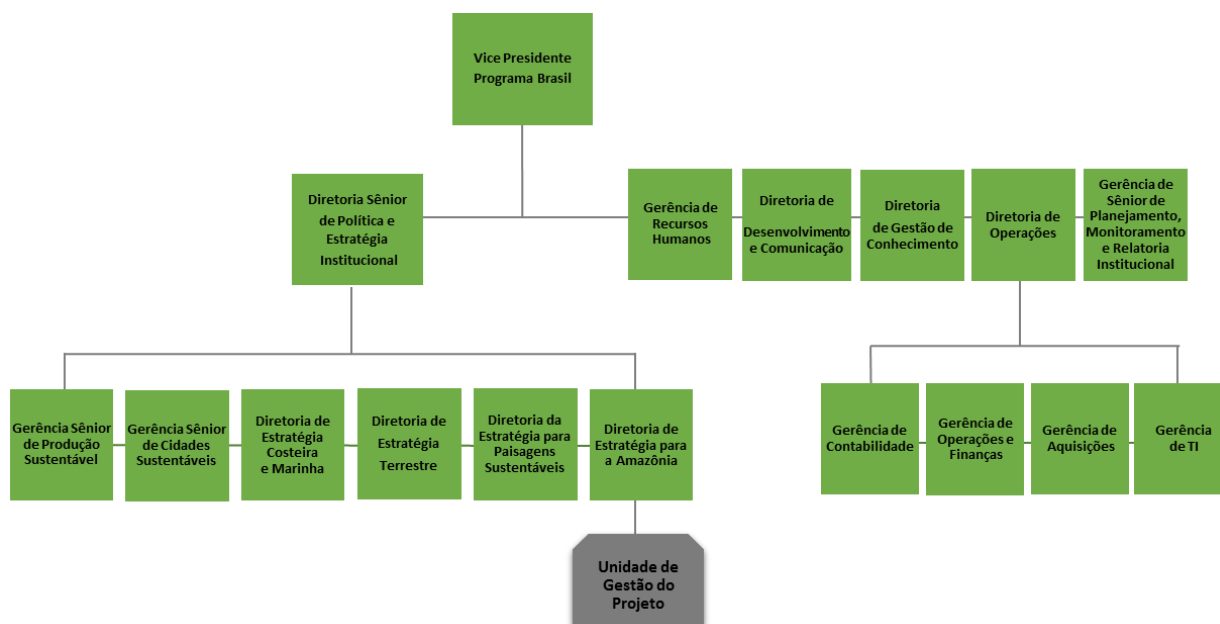 Vice Presidente
Programa Brasil
Diretoria Sênior
de Política e
Estratégia
Institucional
Gerência de
Recursos
Humanos
Diretoria de
Desenvolvimento
e Comunicação
Diretoria
de Gestão de
Conhecimento
Diretoria de
Operações
Gerência de
Sênior de
Planejamento,
Monitoramento
e Relatoria
Institucional
Gerência Sênior
de Produção
Sustentável
Gerência Sênior
de Cidades
Sustentáveis
Diretoria de
Estratégia
Costeira
e Marinha
Diretoria de
Estratégia
Terrestre
Diretoria da
Estratégia para
Paisagens
Sustentáveis
Diretoria de
Estratégia para
a Amazônia
Gerência de
Contabilidade
Gerência de
Operações e
Finanças
Gerência de
Aquisições
Gerência
de TI
Unidade de
Gestão do
Projeto